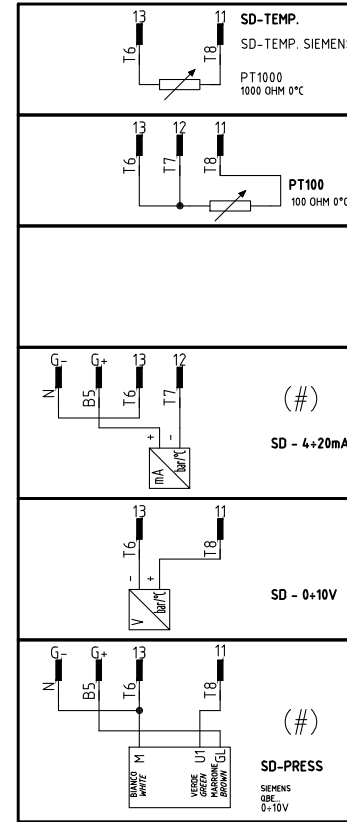 13 11 SD-TEMP.
T6 T8 SD-TEMP. SIEMENS
PT1000
1000 OHM 0°C
13 12 11
T6 T7 T8
PT100
100 OHM 0°C
G- G+ 13 12
N B5 T6 T7
(#)
+ -
mA bar/°C
SD - 4÷20mA
13 11
T6 T8
- +
V bar/°C
SD - 0÷10V
G- G+ 13 11
N B5 T6 T8
(#)
M U1 GL
BIANCO VERDE MARRONE
WHITE GREEN BROWN
SD-PRESS
SIEMENS
QBE...
0÷10V